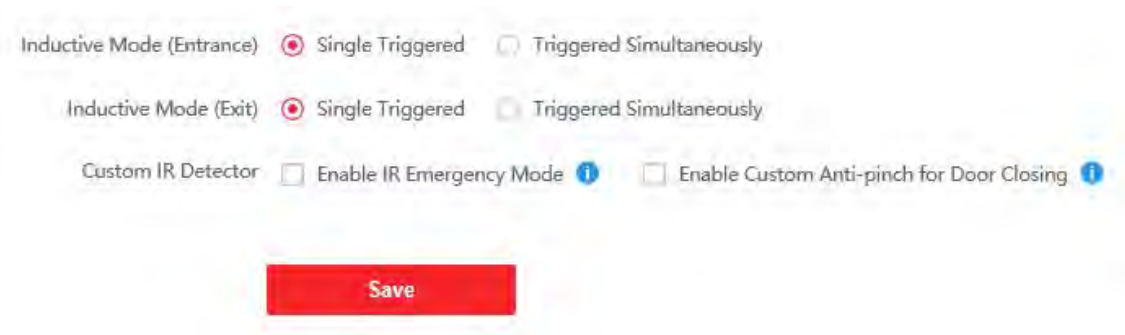 Inductive Mode (Entrance) Single Triggered Triggered Simultaneously
Inductive Mode (Exit) Single Triggered Triggered Simultaneously
Custom IR Detector Enable IR Emergency Mode i Enable Custom Anti-pinch for Door Closing i
Save